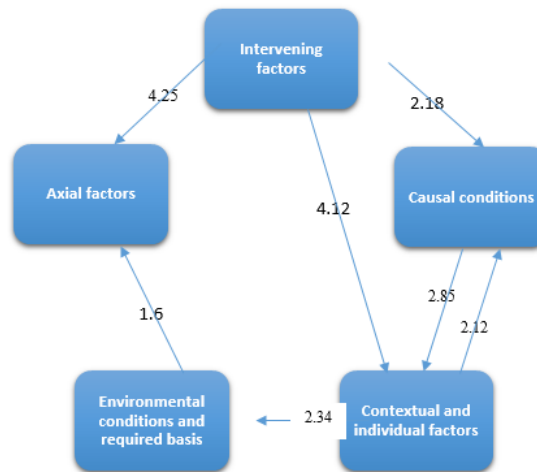 Intervening
factors
4.25
2.18
Axial factors
4.12
Causal conditions
2.85
2.12
1.6
Environmental
conditions and
required basis
2.34
Contextual and
individual factors